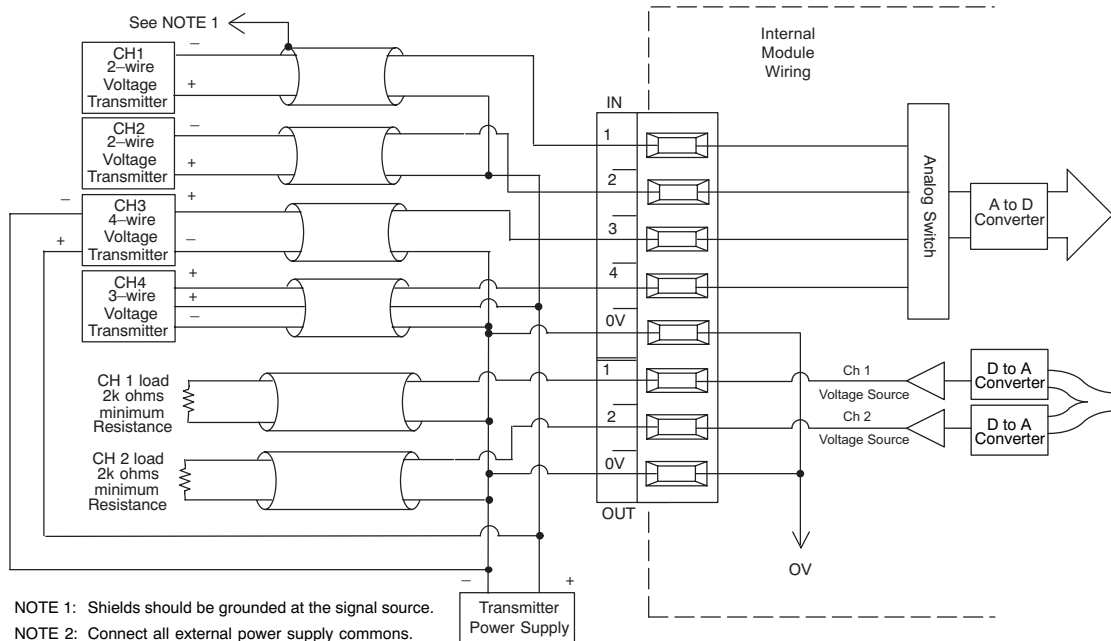 See NOTE 1
Internal
Module
Wiring
CH1
2–wire
Voltage
Transmitter
–
+
CH2
2–wire
Voltage
Transmitter
–
+
CH3
4–wire
Voltage
Transmitter
–
+
+
–
CH4
3–wire
Voltage
Transmitter
+
+
–
CH 1 load
2k ohms
minimum
Resistance
CH 2 load
2k ohms
minimum
Resistance
IN
1
2
3
4
0V
1
2
0V
OUT
Analog Switch
A to D
Converter
Ch 1
Voltage Source
D to A
Converter
Ch 2
Voltage Source
D to A
Converter
OV
– +
Transmitter
Power Supply
NOTE 1: Shields should be grounded at the signal source.
NOTE 2: Connect all external power supply commons.